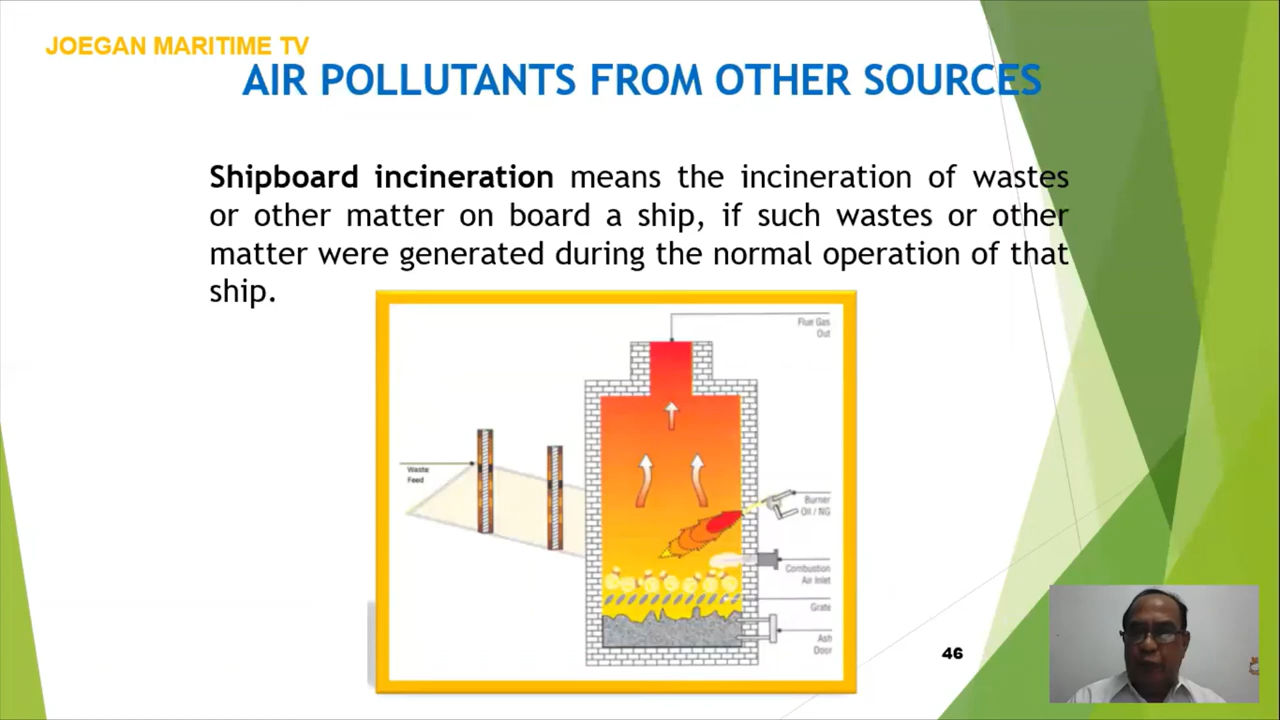 JOEGAN MARITIME TV
AIR POLLUTANTS FROM OTHER SOURCES
Shipboard incineration means the incineration of wastes
or other matter on board a ship, if such wastes or other
matter were generated during the normal operation of that
ship.
Flue Gas
Out
Waste
Feed
Burner
Oil / NG
Combustion
Air Inlet
Grate
Ash
Door
46